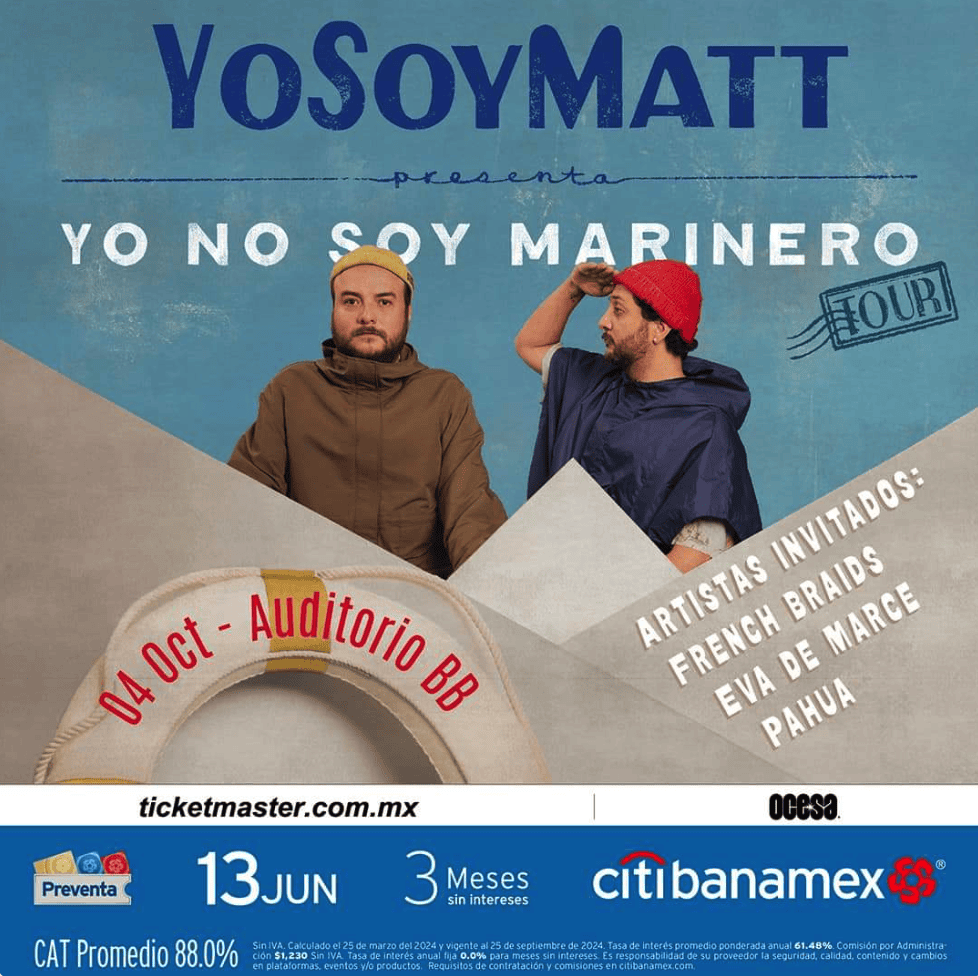 YOSOYMATT
presenta
YO NO SOY MARINERO
TOUR
ARTISTAS INVITADOS:
FRENCH BRAIDS
EVA DE MARCE
PAHUA
04 Oct - Auditorio BB
ticketmaster.com.mx
ocesa
Preventa
13 JUN
3 Meses
sin intereses
citibanamex®
CAT Promedio 88.0%
Sin IVA. Calculado el 25 de marzo del 2024 y vigente al 25 de septiembre de 2024. Tasa de interés promedio ponderada anual 61.48%. Comisión por Administra-
ción $1,230 Sin IVA. Tasa de interés anual fija 0.0% para meses sin intereses. Es responsabilidad de su proveedor la seguridad, calidad, contenido y cambios
en plataformas, eventos y/o productos. Requisitos de contratación y comisiones en citibanamex.com.